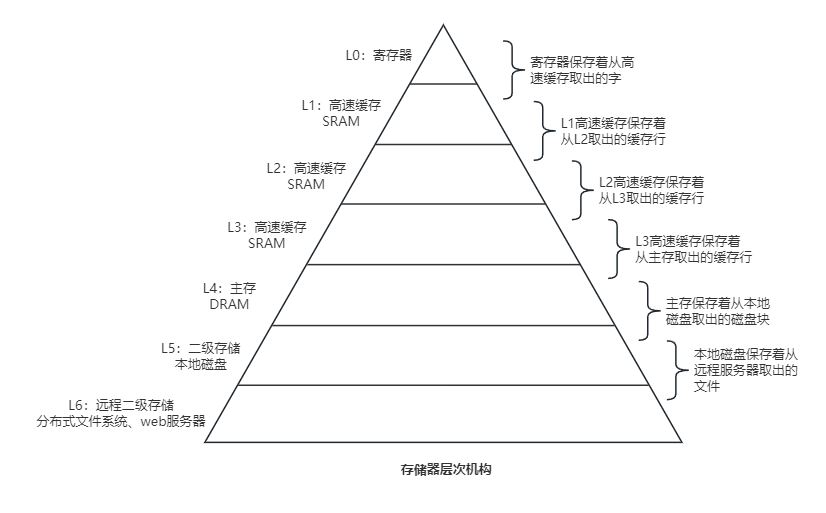 L0：寄存器
寄存器保存着从高
速缓存取出的字
L1：高速缓存
SRAM
L1高速缓存保存着
从L2取出的缓存行
L2：高速缓存
SRAM
L2高速缓存保存着
从L3取出的缓存行
L3：高速缓存
SRAM
L3高速缓存保存着
从主存取出的缓存行
L4：主存
DRAM
主存保存着从本地
磁盘取出的磁盘块
L5：二级存储
本地磁盘
本地磁盘保存着从
远程服务器取出的
文件
L6：远程二级存储
分布式文件系统、web服务器
存储器层次机构